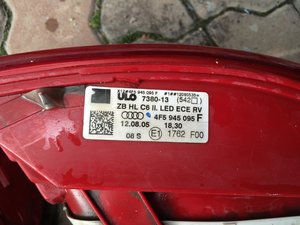 ULO 7380-13 (S42□)
ZB HL C6 II. LED ECE RV
4F5 945 095 F
12.08.05 18,30
08 S E1 1762 F00